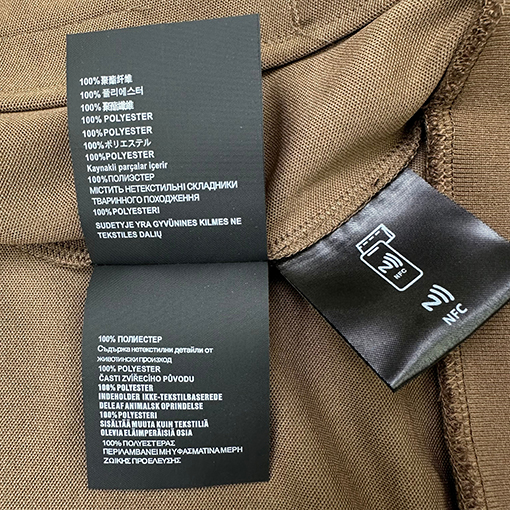 100%聚酯纤维
100%폴리에스터
100%聚酯纖維
100% POLYESTER
100% POLYESTER
100%ポリエステル
100% POLYESTER
Kaynakli parçalar içerir
100%ПОЛИЭСТЕР
МІСТИТЬ НЕТЕКСТИЛЬНІ СКЛАДНИКИ
ТВАРИННОГО ПОХОДЖЕННЯ
100%POLYESTERI
SUDETYJE YRA GYVŪNINES KILMES NE
TEKSTILES DALIŲ
NFC
NFC
100% ПОЛИЕСТЕР
Съдържа нетекстилни детайли от
животински произход
100% POLYESTER
ČASTI ZVÍŘECÍHO PŮVODU
100% POLYESTER
INDEHOLDER IKKE-TEKSTILBASEREDE
DELE AF ANIMALSK OPRINDELSE
100% POLYESTERI
SISÄLTÄÄ MUUN KUIN TEKSTIILIÄ
OLEVIA ELÄIMPERÄISIÄ OSIA
100% ΠΟΛΥΕΣΤΕΡΑΣ
ΠΕΡΙΛΑΜΒΑΝΕΙ ΜΗ ΥΦΑΣΜΑΤΙΝΑ ΜΕΡΗ
ΖΩΙΚΗΣ ΠΡΟΕΛΕΥΣΗΣ